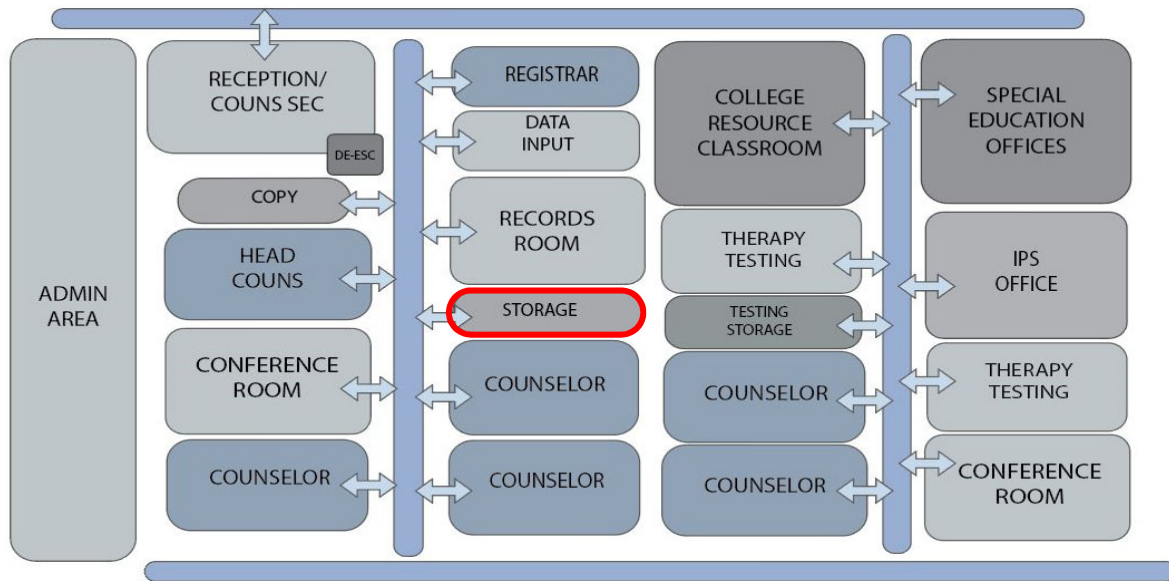 ADMIN
AREA
RECEPTION/
COUNS SEC
DE-ESC
COPY
HEAD
COUNS
CONFERENCE
ROOM
COUNSELOR
REGISTRAR
DATA
INPUT
RECORDS
ROOM
STORAGE
COUNSELOR
COUNSELOR
COLLEGE
RESOURCE
CLASSROOM
THERAPY
TESTING
TESTING
STORAGE
COUNSELOR
COUNSELOR
SPECIAL
EDUCATION
OFFICES
IPS
OFFICE
THERAPY
TESTING
CONFERENCE
ROOM